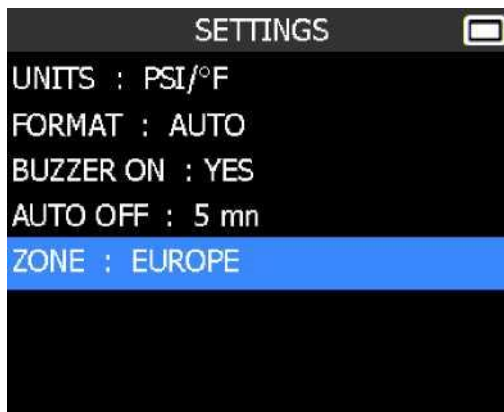 SETTINGS
UNITS : PSI/°F
FORMAT : AUTO
BUZZER ON : YES
AUTO OFF : 5 mn
ZONE : EUROPE